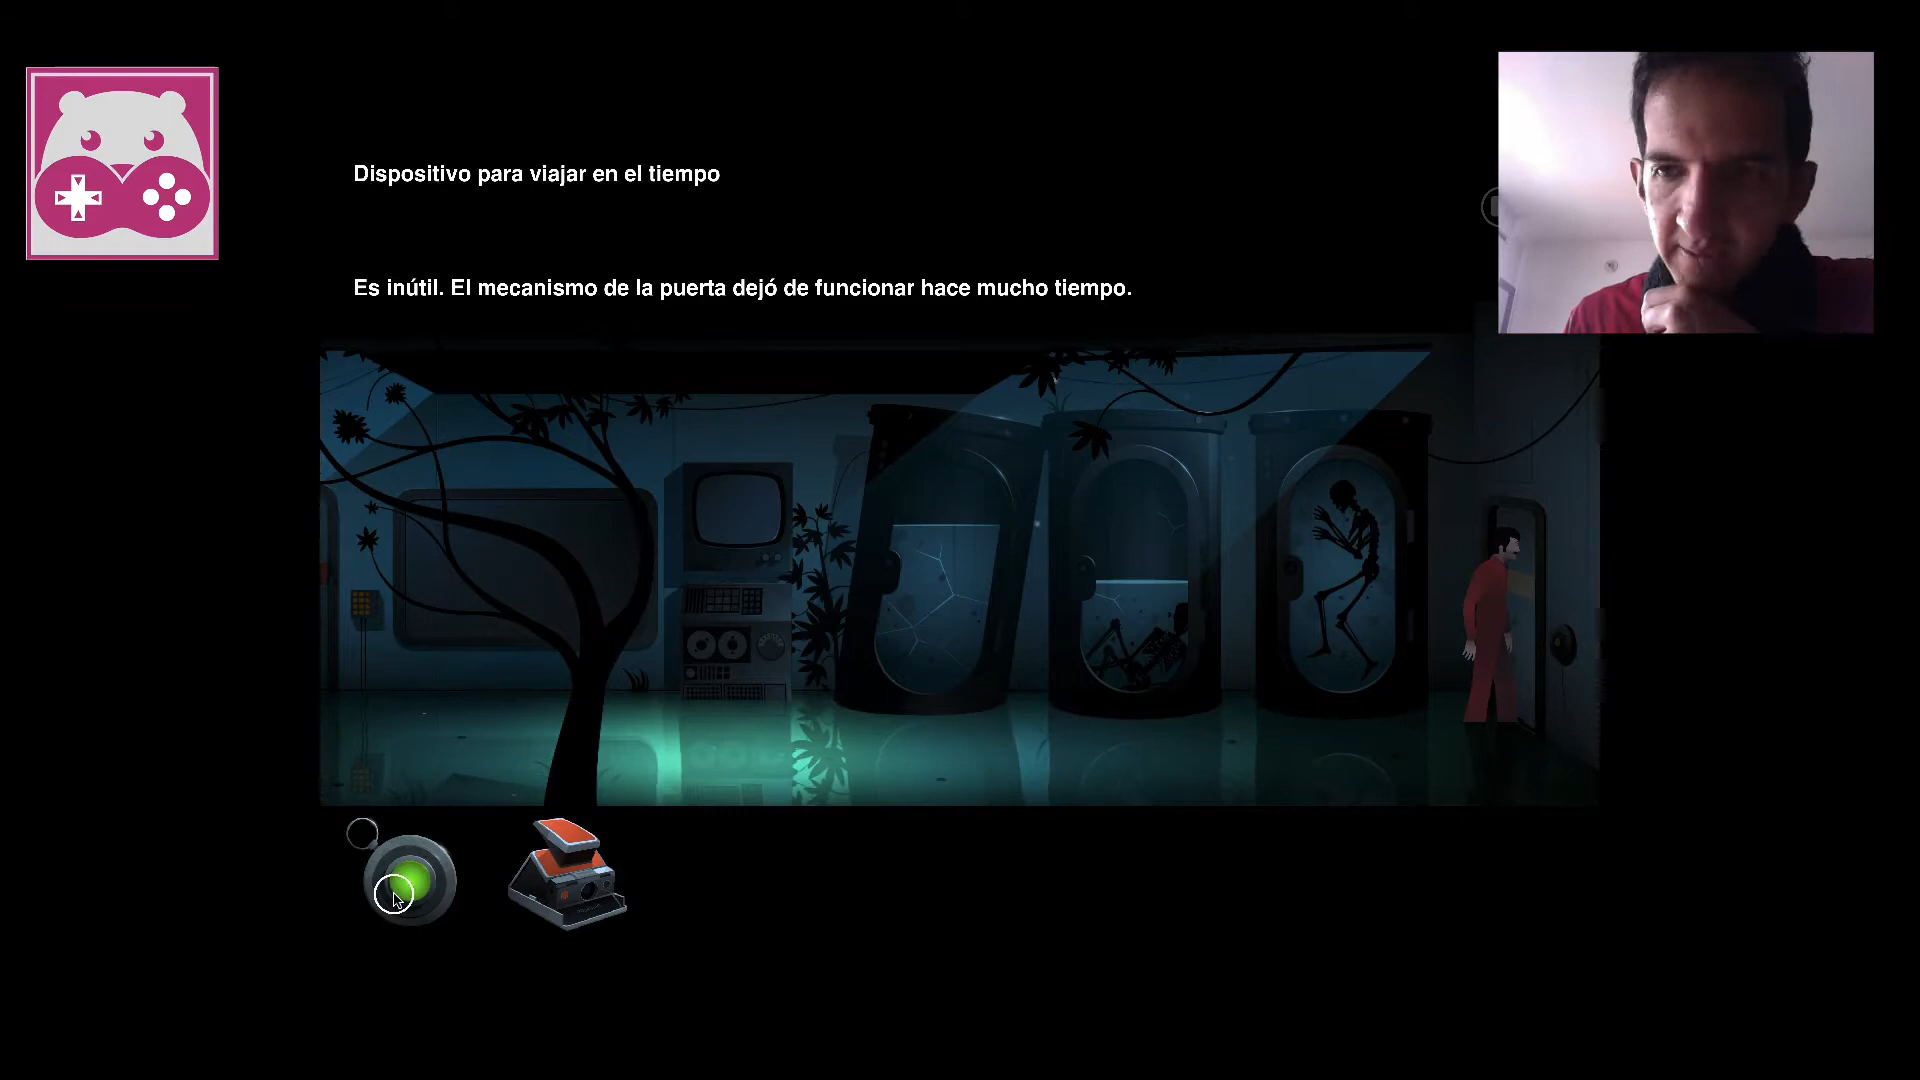 Dispositivo para viajar en el tiempo
Es inútil. El mecanismo de la puerta dejó de funcionar hace mucho tiempo.